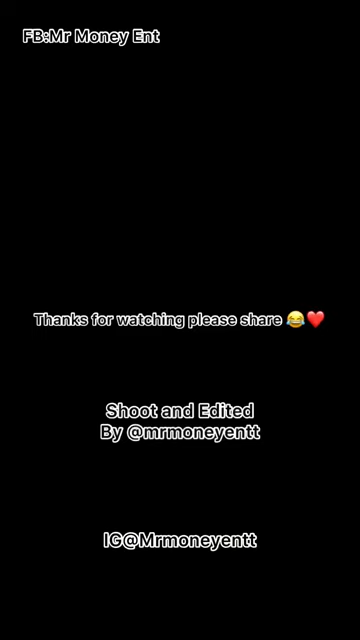 FB:Mr Money Ent
Thanks for watching please share 😂❤️
Shoot and Edited
By @mrmoneyentt
IG@Mrmoneyentt